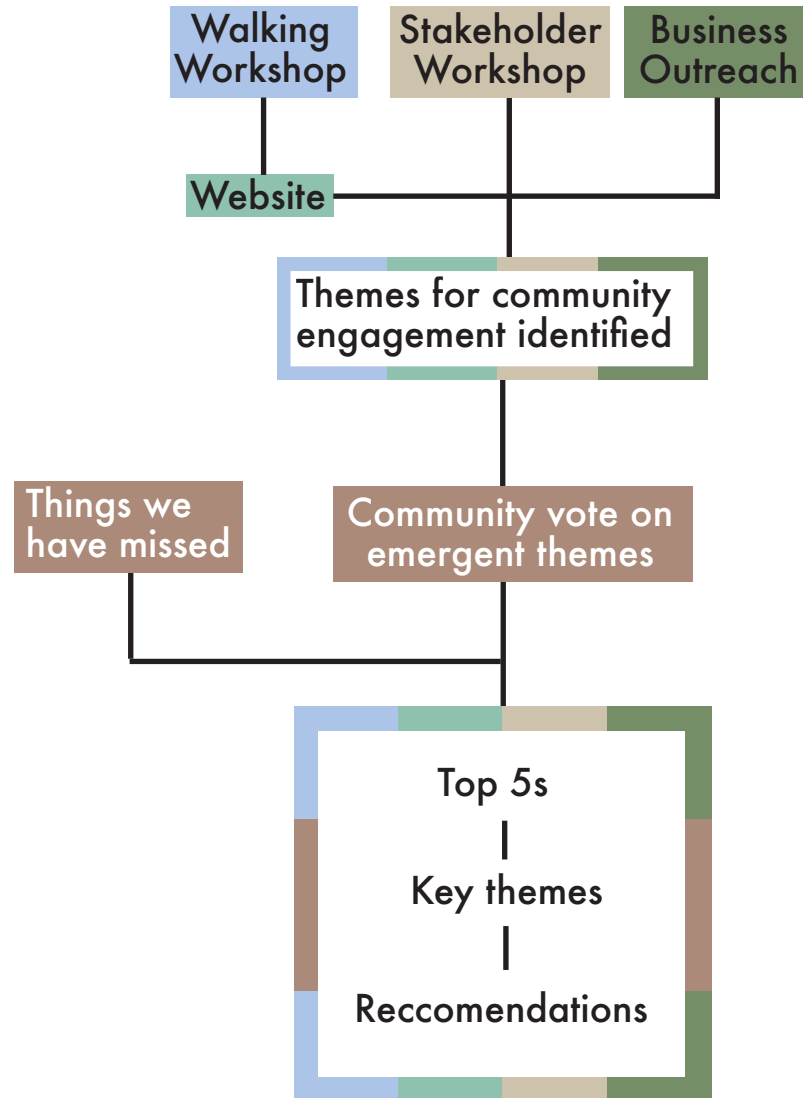 Walking
Workshop
Stakeholder
Workshop
Business
Outreach
Website
Themes for community
engagement identified
Things we
have missed
Community vote on
emergent themes
Top 5s
Key themes
Reccomendations